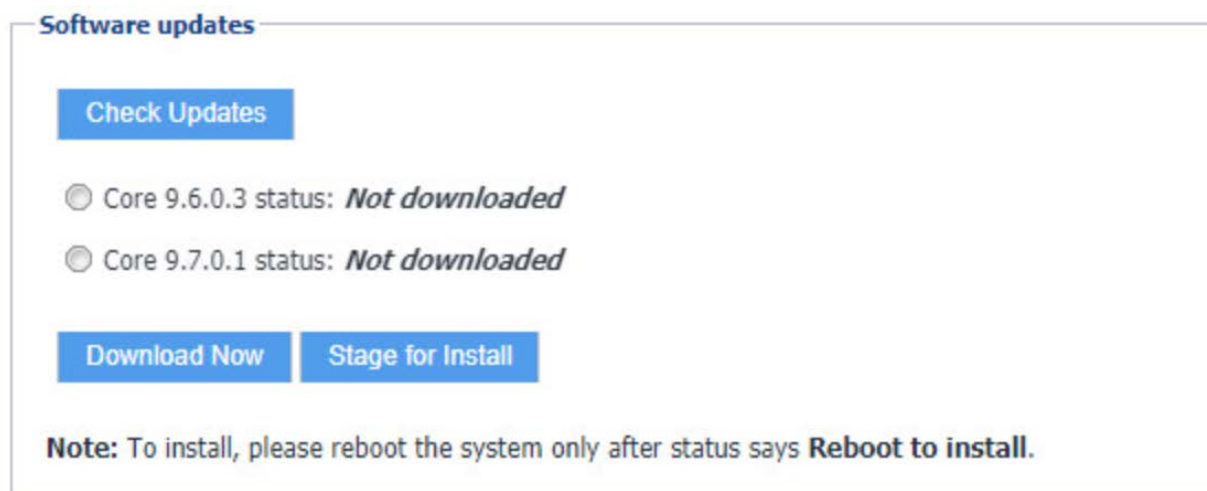 Software updates
Check Updates
Core 9.6.0.3 status: Not downloaded
Core 9.7.0.1 status: Not downloaded
Download Now Stage for Install
Note: To install, please reboot the system only after status says Reboot to install.